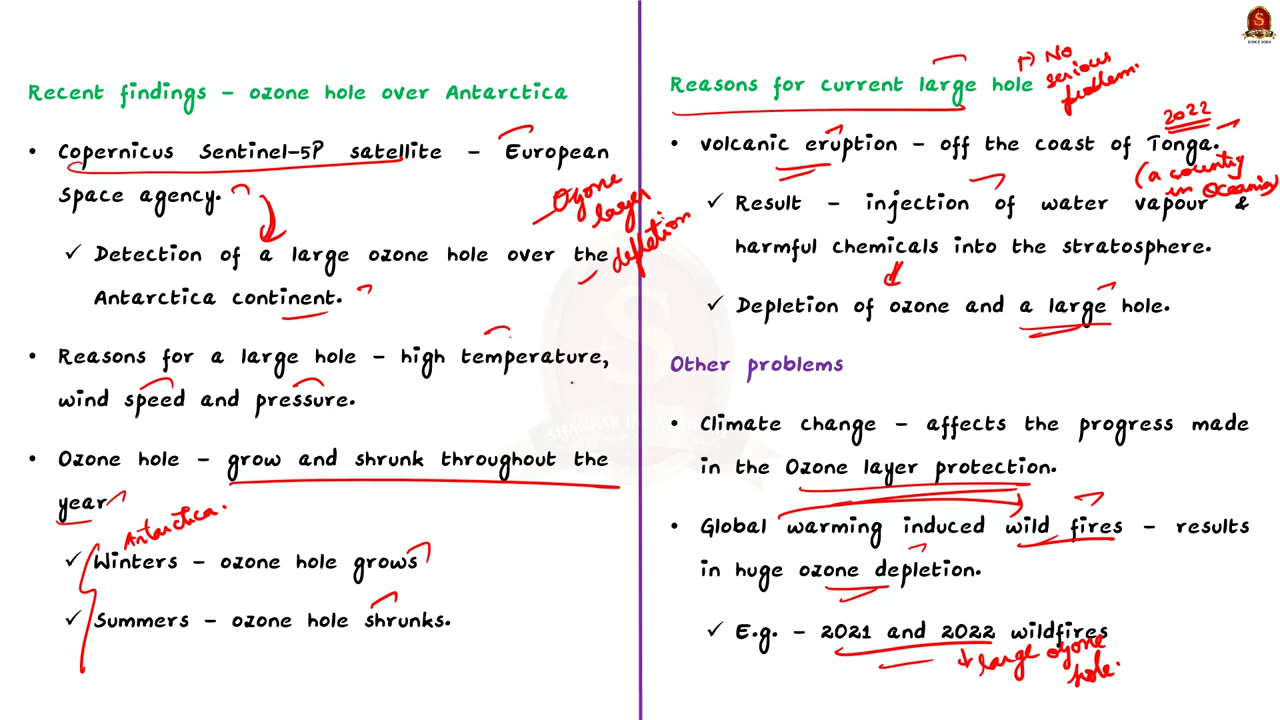 Recent findings – ozone hole over Antarctica
• Copernicus Sentinel-5P satellite – European
space agency.
Ozone
layer
depletion
✓ Detection of a large ozone hole over the
Antarctica continent.
• Reasons for a large hole – high temperature,
wind speed and pressure.
• Ozone hole – grow and shrunk throughout the
year
Antarctica.
✓ Winters – ozone hole grows
✓ Summers – ozone hole shrunks.
Reasons for current large hole
No
serious
problem.
• Volcanic eruption – off the coast of Tonga.
2022
(a country
in Oceania)
✓ Result – injection of water vapour &
harmful chemicals into the stratosphere.
✓ Depletion of ozone and a large hole.
Other problems
• Climate change – affects the progress made
in the Ozone layer protection.
• Global warming induced wild fires – results
in huge ozone depletion.
✓ E.g. – 2021 and 2022 wildfires
large ozone
hole.
S
SINCE 2004